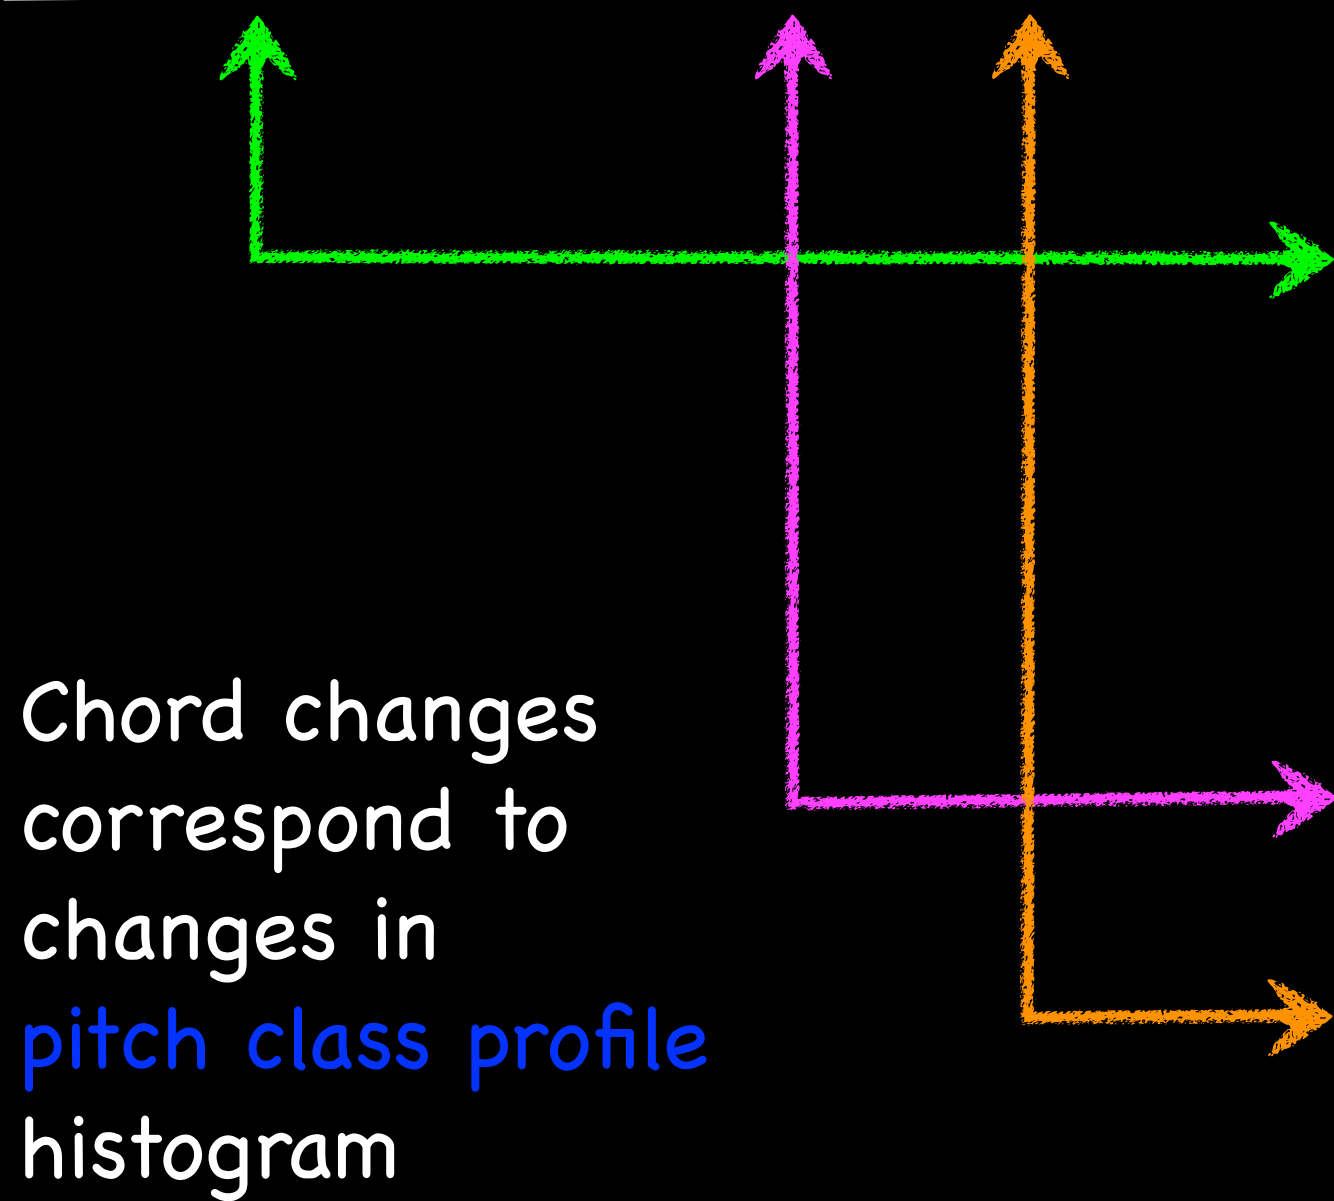 Chord changes
correspond to
changes in
pitch class profile
histogram